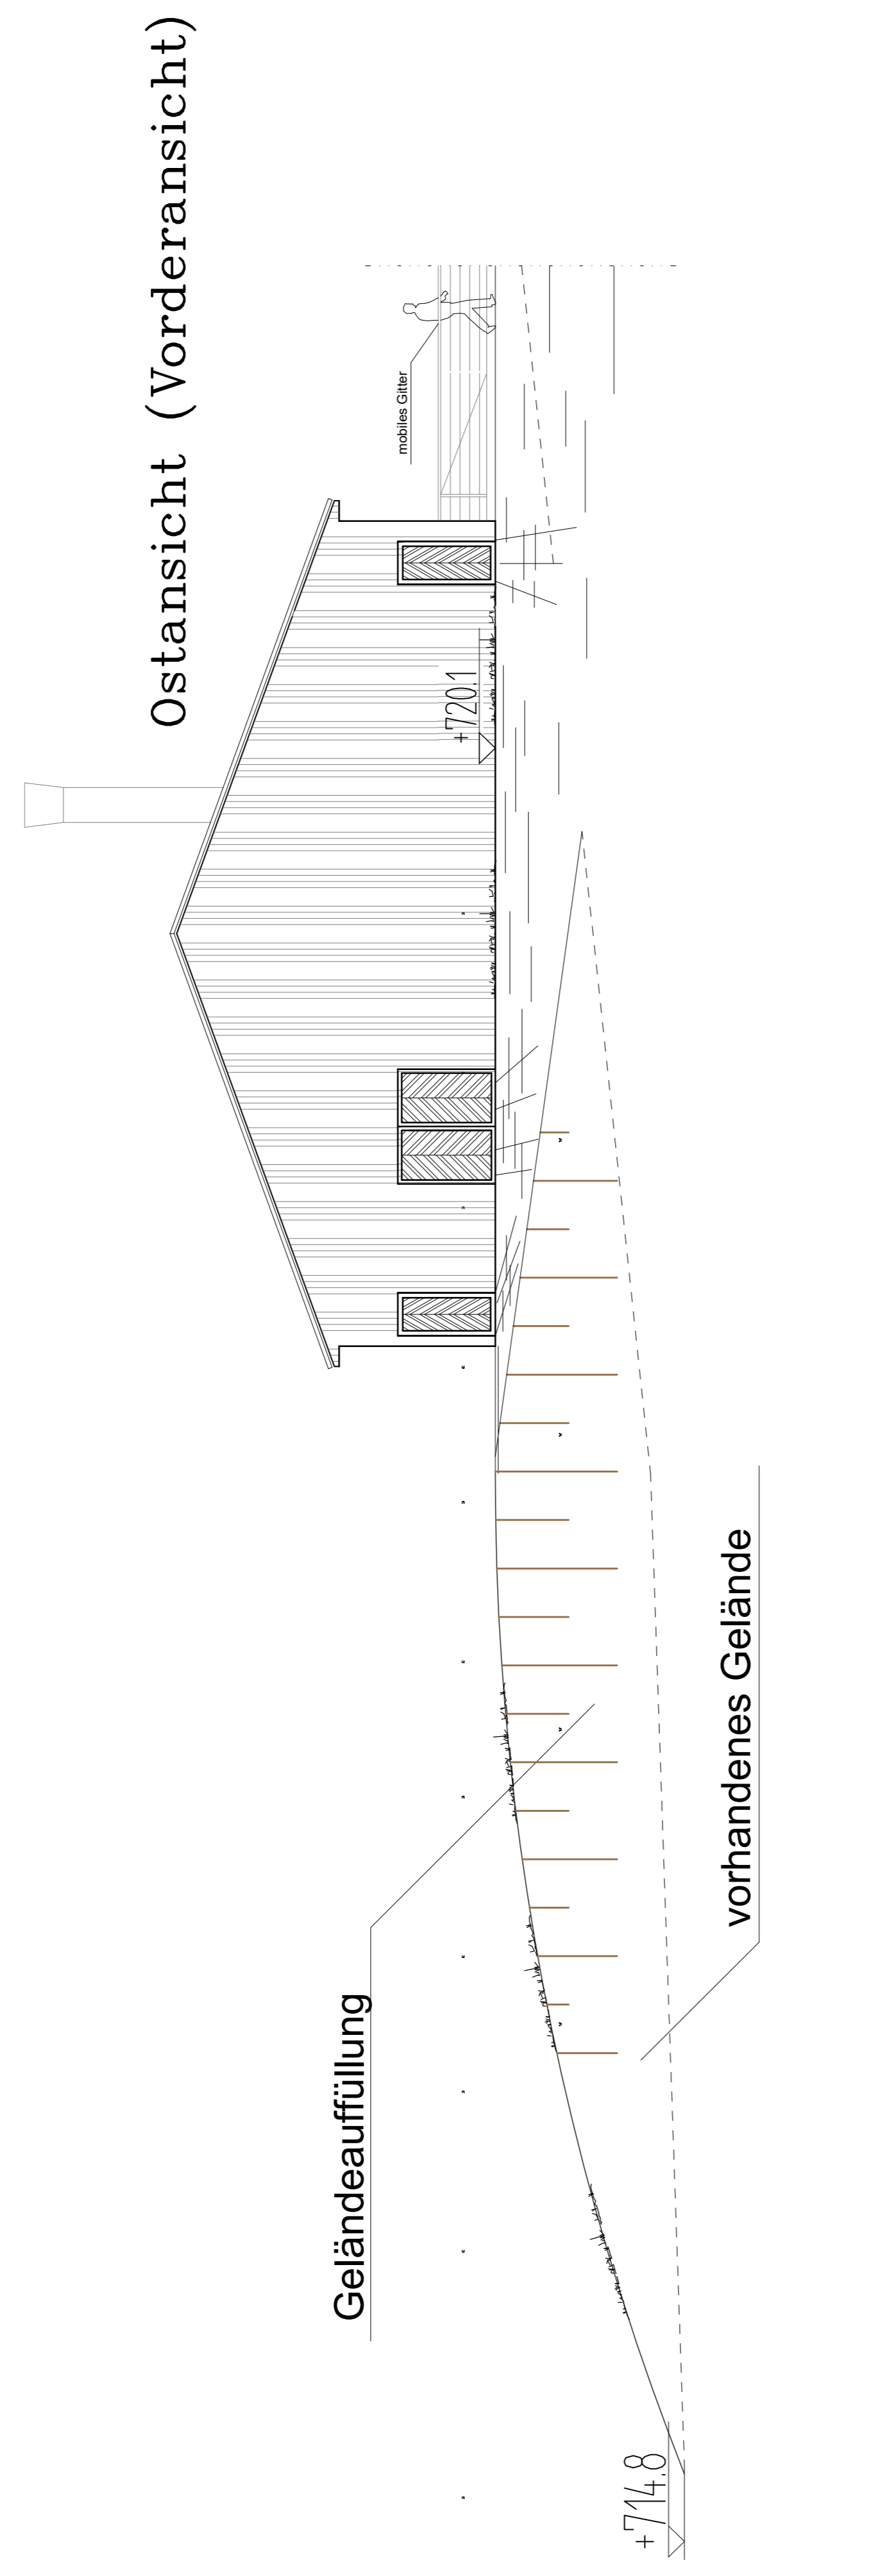 Ostansicht (Vorderansicht)
mobiles Gitter
+720,1
Geländeauffüllung
vorhandenes Gelände
+714,8